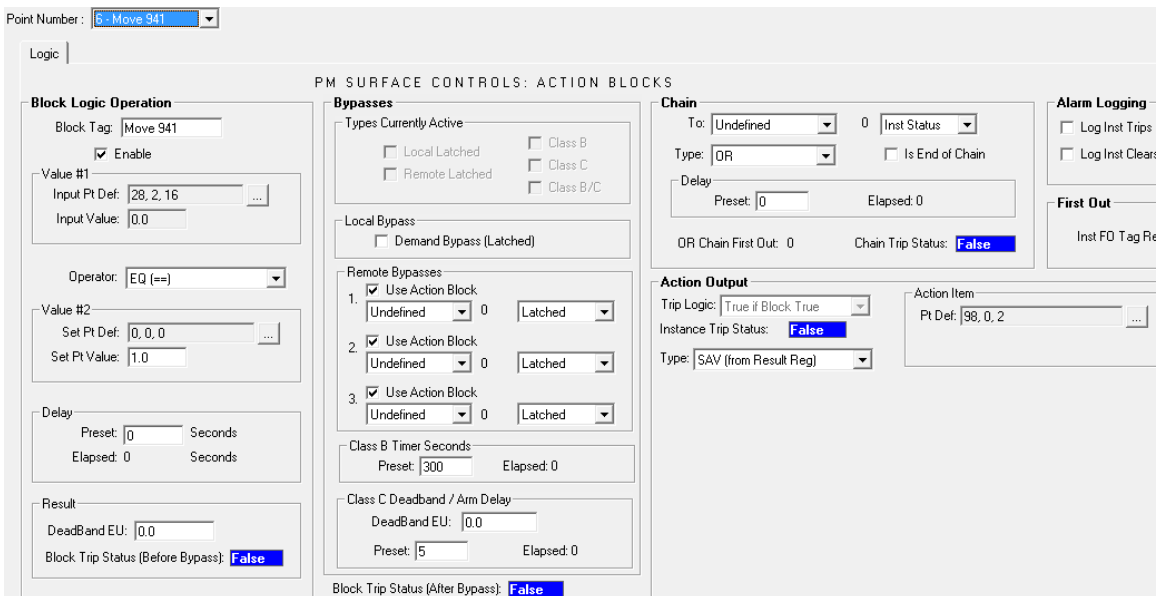 Point Number : 6 - Move 941
Logic
PM SURFACE CONTROLS: ACTION BLOCKS
Block Logic Operation
Block Tag: Move 941
Enable
Value #1
Input Pt Def: 28, 2, 16 ...
Input Value: 0.0
Operator: EQ (==)
Value #2
Set Pt Def: 0, 0, 0 ...
Set Pt Value: 1.0
Delay
Preset: 0 Seconds
Elapsed: 0 Seconds
Result
DeadBand EU: 0.0
Block Trip Status (Before Bypass): False
Bypasses
Types Currently Active
Local Latched
Remote Latched
Class B
Class C
Class B/C
Local Bypass
Demand Bypass (Latched)
Remote Bypasses
1. Use Action Block
Undefined 0 Latched
2. Use Action Block
Undefined 0 Latched
3. Use Action Block
Undefined 0 Latched
Class B Timer Seconds
Preset: 300 Elapsed: 0
Class C Deadband / Arm Delay
DeadBand EU: 0.0
Preset: 5 Elapsed: 0
Block Trip Status (After Bypass): False
Chain
To: Undefined 0 Inst Status
Type: OR Is End of Chain
Delay
Preset: 0 Elapsed: 0
OR Chain First Out: 0 Chain Trip Status: False
Action Output
Trip Logic: True if Block True
Instance Trip Status: False
Type: SAV (from Result Reg)
Action Item
Pt Def: 98, 0, 2 ...
Alarm Logging
Log Inst Trips
Log Inst Clears
First Out
Inst FO Tag Re